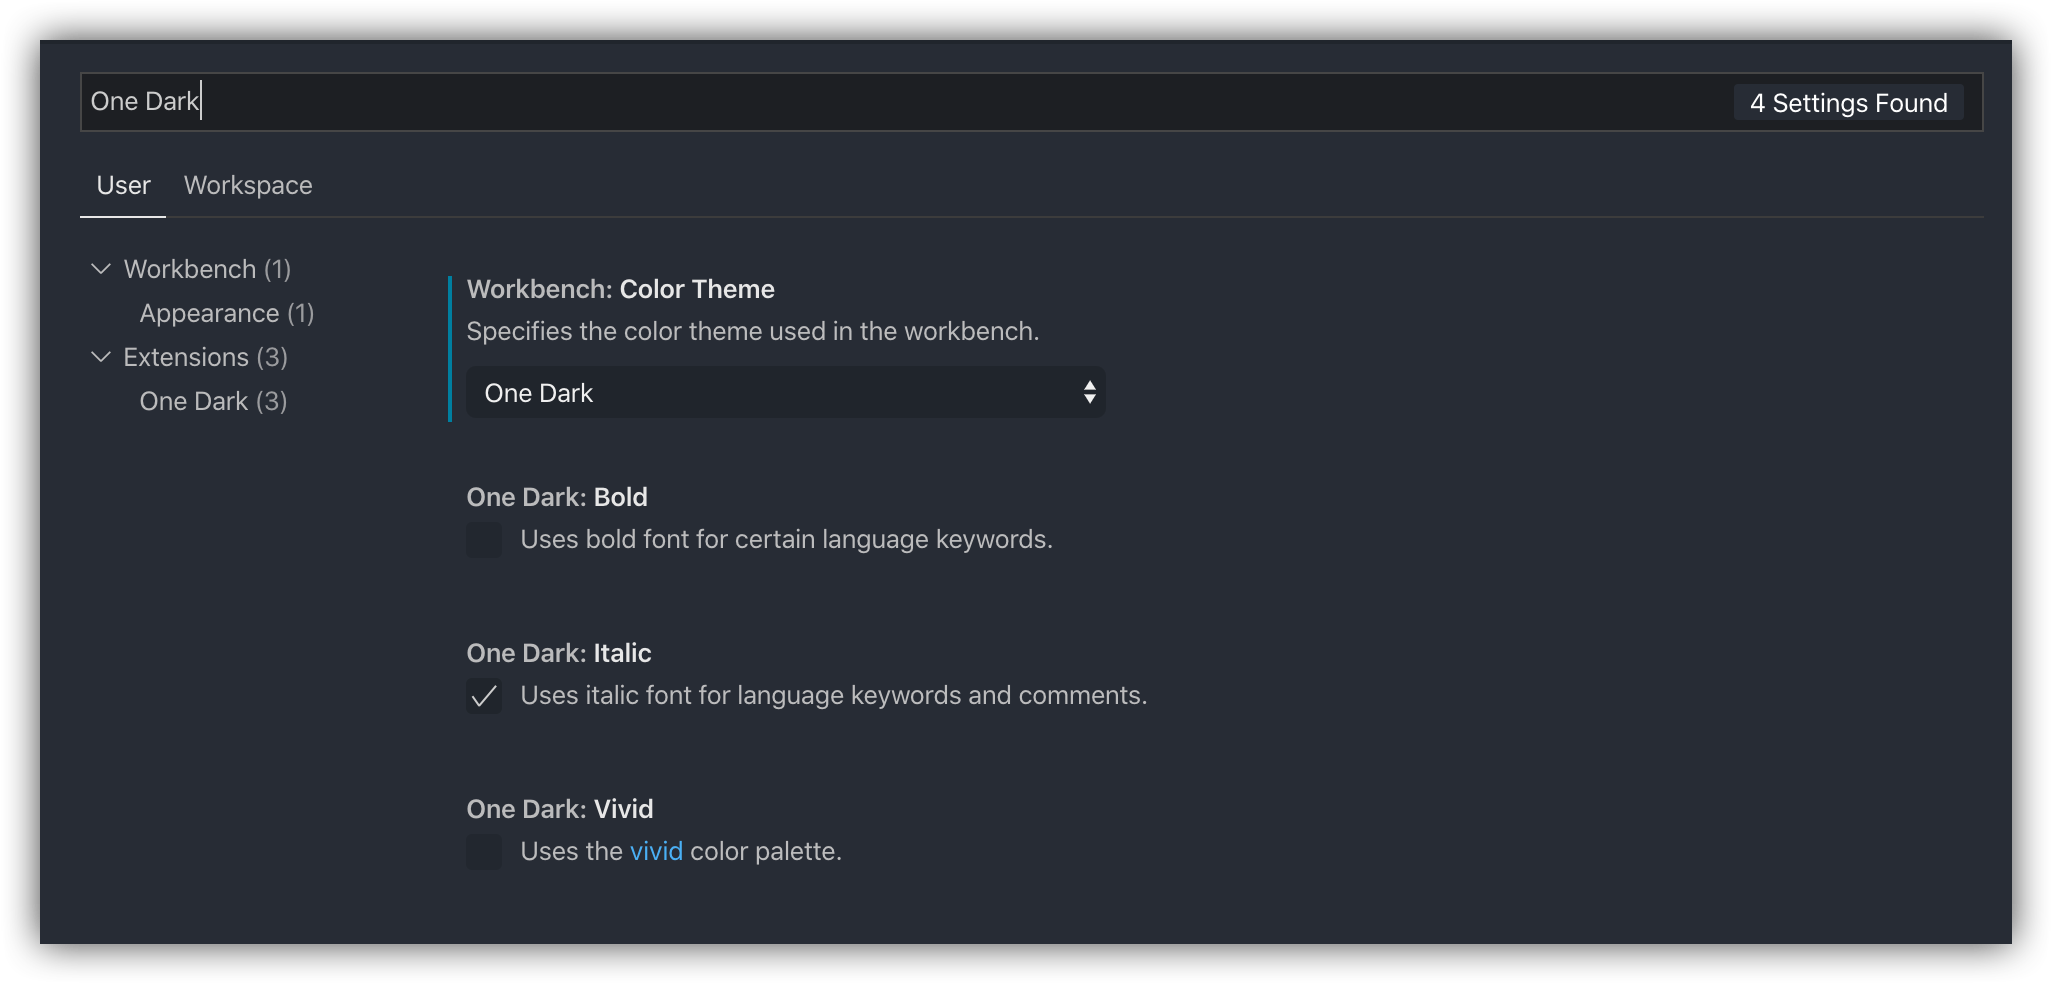 One Dark
4 Settings Found
User
Workspace
Workbench (1)
Appearance (1)
Extensions (3)
One Dark (3)
Workbench: Color Theme
Specifies the color theme used in the workbench.
One Dark
One Dark: Bold
Uses bold font for certain language keywords.
One Dark: Italic
Uses italic font for language keywords and comments.
One Dark: Vivid
Uses the vivid color palette.